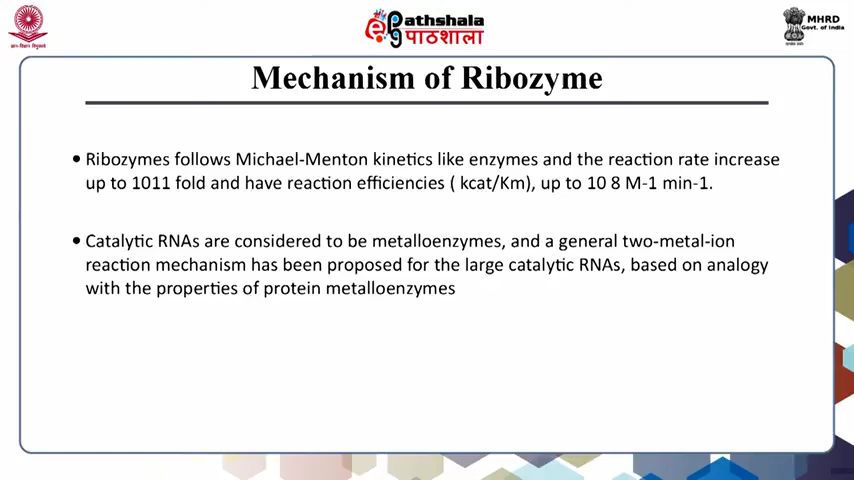 ePathshala
पाठशाला
MHRD
Govt. of India
Mechanism of Ribozyme
• Ribozymes follows Michael-Menton kinetics like enzymes and the reaction rate increase
up to 1011 fold and have reaction efficiencies ( kcat/Km), up to 10 8 M-1 min-1.
• Catalytic RNAs are considered to be metalloenzymes, and a general two-metal-ion
reaction mechanism has been proposed for the large catalytic RNAs, based on analogy
with the properties of protein metalloenzymes